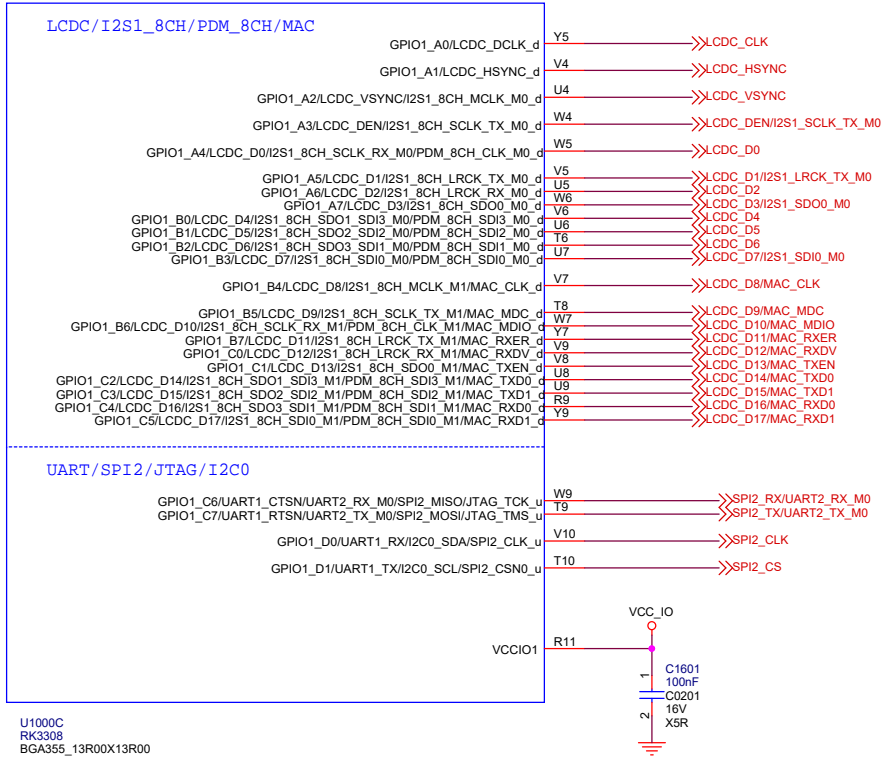 LCDC/I2S1_8CH/PDM_8CH/MAC
GPIO1_A0/LCDC_DCLK_d Y5 LCDC_CLK
GPIO1_A1/LCDC_HSYNC_d V4 LCDC_HSYNC
GPIO1_A2/LCDC_VSYNC/I2S1_8CH_MCLK_M0_d U4 LCDC_VSYNC
GPIO1_A3/LCDC_DEN/I2S1_8CH_SCLK_TX_M0_d W4 LCDC_DEN/I2S1_SCLK_TX_M0
GPIO1_A4/LCDC_D0/I2S1_8CH_SCLK_RX_M0/PDM_8CH_CLK_M0_d W5 LCDC_D0
GPIO1_A5/LCDC_D1/I2S1_8CH_LRCK_TX_M0_d V5 LCDC_D1/I2S1_LRCK_TX_M0
GPIO1_A6/LCDC_D2/I2S1_8CH_LRCK_RX_M0_d U5 LCDC_D2
GPIO1_A7/LCDC_D3/I2S1_8CH_SDO0_M0_d W6 LCDC_D3/I2S1_SDO0_M0
GPIO1_B0/LCDC_D4/I2S1_8CH_SDO1_SDI3_M0/PDM_8CH_SDI3_M0_d V6 LCDC_D4
GPIO1_B1/LCDC_D5/I2S1_8CH_SDO2_SDI2_M0/PDM_8CH_SDI2_M0_d U6 LCDC_D5
GPIO1_B2/LCDC_D6/I2S1_8CH_SDO3_SDI1_M0/PDM_8CH_SDI1_M0_d T6 LCDC_D6
GPIO1_B3/LCDC_D7/I2S1_8CH_SDI0_M0/PDM_8CH_SDI0_M0_d U7 LCDC_D7/I2S1_SDI0_M0
GPIO1_B4/LCDC_D8/I2S1_8CH_MCLK_M1/MAC_CLK_d V7 LCDC_D8/MAC_CLK
GPIO1_B5/LCDC_D9/I2S1_8CH_SCLK_TX_M1/MAC_MDC_d T8 LCDC_D9/MAC_MDC
GPIO1_B6/LCDC_D10/I2S1_8CH_SCLK_RX_M1/PDM_8CH_CLK_M1/MAC_MDIO_d W7 LCDC_D10/MAC_MDIO
GPIO1_B7/LCDC_D11/I2S1_8CH_LRCK_TX_M1/MAC_RXER_d Y7 LCDC_D11/MAC_RXER
GPIO1_C0/LCDC_D12/I2S1_8CH_LRCK_RX_M1/MAC_RXDV_d V9 LCDC_D12/MAC_RXDV
GPIO1_C1/LCDC_D13/I2S1_8CH_SDO0_M1/MAC_TXEN_d V8 LCDC_D13/MAC_TXEN
GPIO1_C2/LCDC_D14/I2S1_8CH_SDO1_SDI3_M1/PDM_8CH_SDI3_M1/MAC_TXD0_d U8 LCDC_D14/MAC_TXD0
GPIO1_C3/LCDC_D15/I2S1_8CH_SDO2_SDI2_M1/PDM_8CH_SDI2_M1/MAC_TXD1_d U9 LCDC_D15/MAC_TXD1
GPIO1_C4/LCDC_D16/I2S1_8CH_SDO3_SDI1_M1/PDM_8CH_SDI1_M1/MAC_RXD0_d R9 LCDC_D16/MAC_RXD0
GPIO1_C5/LCDC_D17/I2S1_8CH_SDI0_M1/PDM_8CH_SDI0_M1/MAC_RXD1_d Y9 LCDC_D17/MAC_RXD1
UART/SPI2/JTAG/I2C0
GPIO1_C6/UART1_CTSN/UART2_RX_M0/SPI2_MISO/JTAG_TCK_u W9 SPI2_RX/UART2_RX_M0
GPIO1_C7/UART1_RTSN/UART2_TX_M0/SPI2_MOSI/JTAG_TMS_u T9 SPI2_TX/UART2_TX_M0
GPIO1_D0/UART1_RX/I2C0_SDA/SPI2_CLK_u V10 SPI2_CLK
GPIO1_D1/UART1_TX/I2C0_SCL/SPI2_CSN0_u T10 SPI2_CS
VCC_IO
VCCIO1 R11
1 C1601
100nF
C0201
2 16V
X5R
U1000C
RK3308
BGA355_13R00X13R00